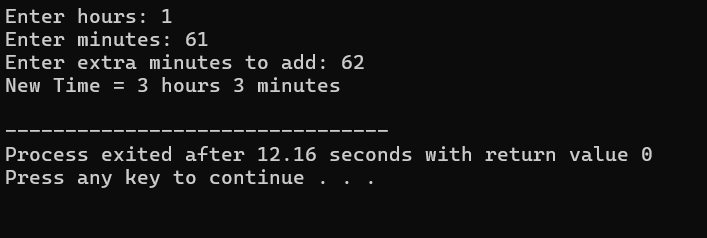 Enter hours: 1
Enter minutes: 61
Enter extra minutes to add: 62
New Time = 3 hours 3 minutes
--------------------------------
Process exited after 12.16 seconds with return value 0
Press any key to continue . . .